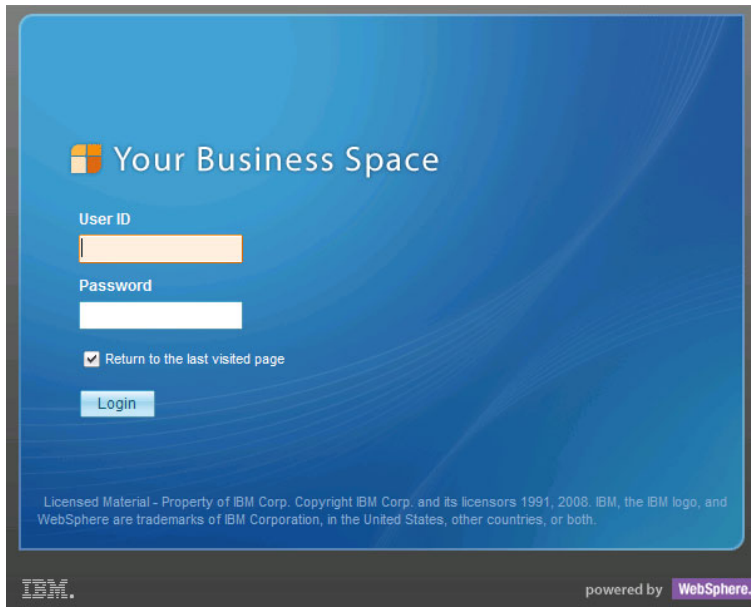 Your Business Space
User ID
Password
Return to the last visited page
Login
Licensed Material - Property of IBM Corp. Copyright IBM Corp. and its licensors 1991, 2008. IBM, the IBM logo, and
WebSphere are trademarks of IBM Corporation, in the United States, other countries, or both.
IBM.
powered by WebSphere.